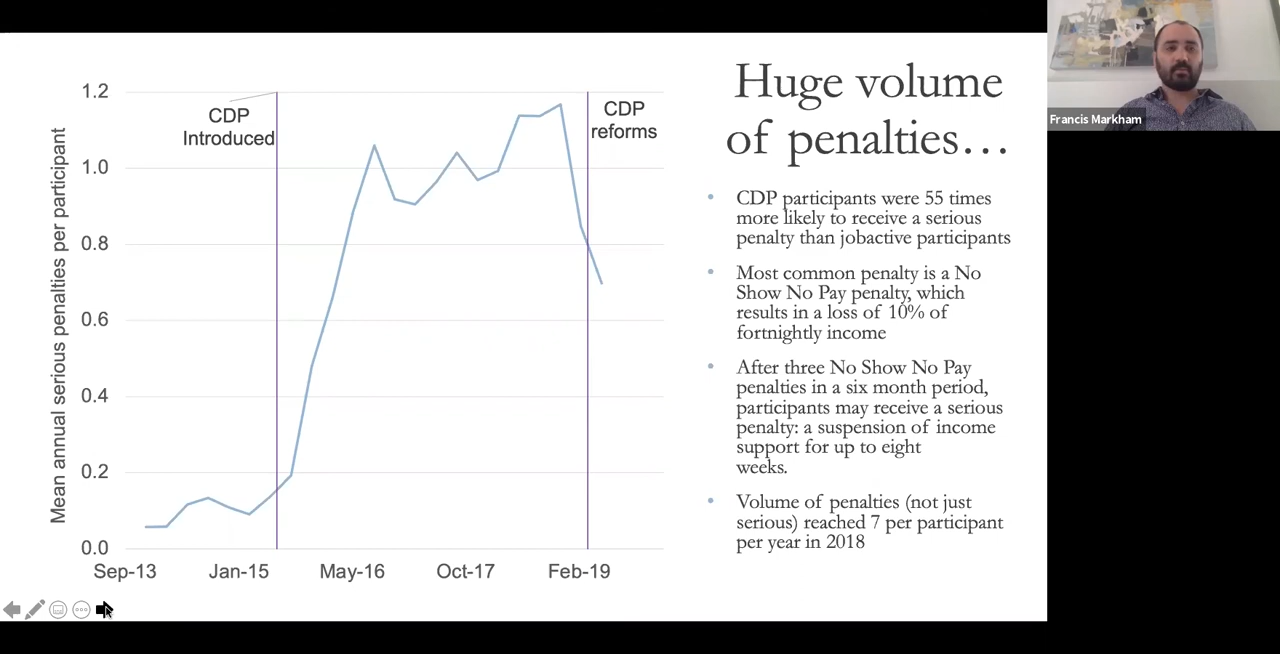 Huge volume
of penalties…
1.2
1.0
0.8
0.6
0.4
0.2
0.0
Mean annual serious penalties per participant
CDP
Introduced
CDP
reforms
Sep-13
Jan-15
May-16
Oct-17
Feb-19
• CDP participants were 55 times
more likely to receive a serious
penalty than jobactive participants
• Most common penalty is a No
Show No Pay penalty, which
results in a loss of 10% of
fortnightly income
• After three No Show No Pay
penalties in a six month period,
participants may receive a serious
penalty: a suspension of income
support for up to eight
weeks.
• Volume of penalties (not just
serious) reached 7 per participant
per year in 2018
Francis Markham